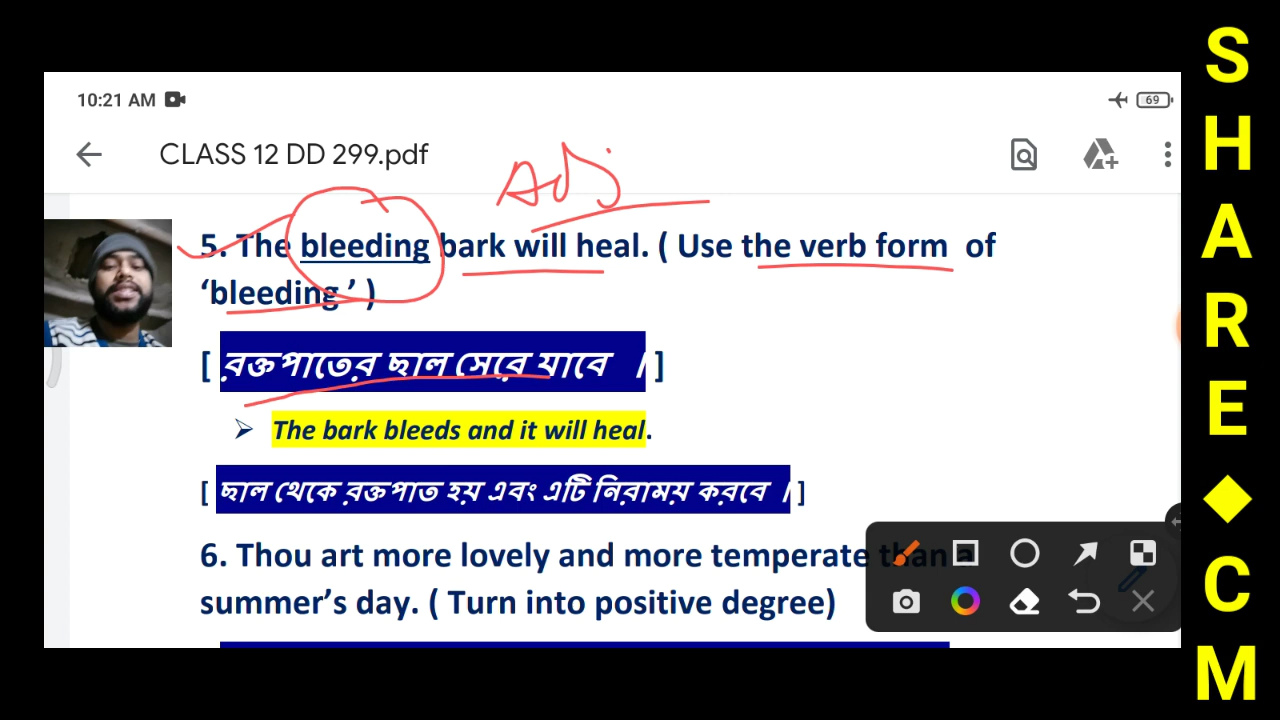 10:21 AM
69
CLASS 12 DD 299.pdf
Adj
5. The bleeding bark will heal. ( Use the verb form of
‘bleeding ’ )
[ রক্তপাতের ছাল সেরে যাবে । ]
➢ The bark bleeds and it will heal.
[ ছাল থেকে রক্তপাত হয় এবং এটি নিরাময় করবে । ]
6. Thou art more lovely and more temperate than a
summer’s day. ( Turn into positive degree)
SHARE◆CM